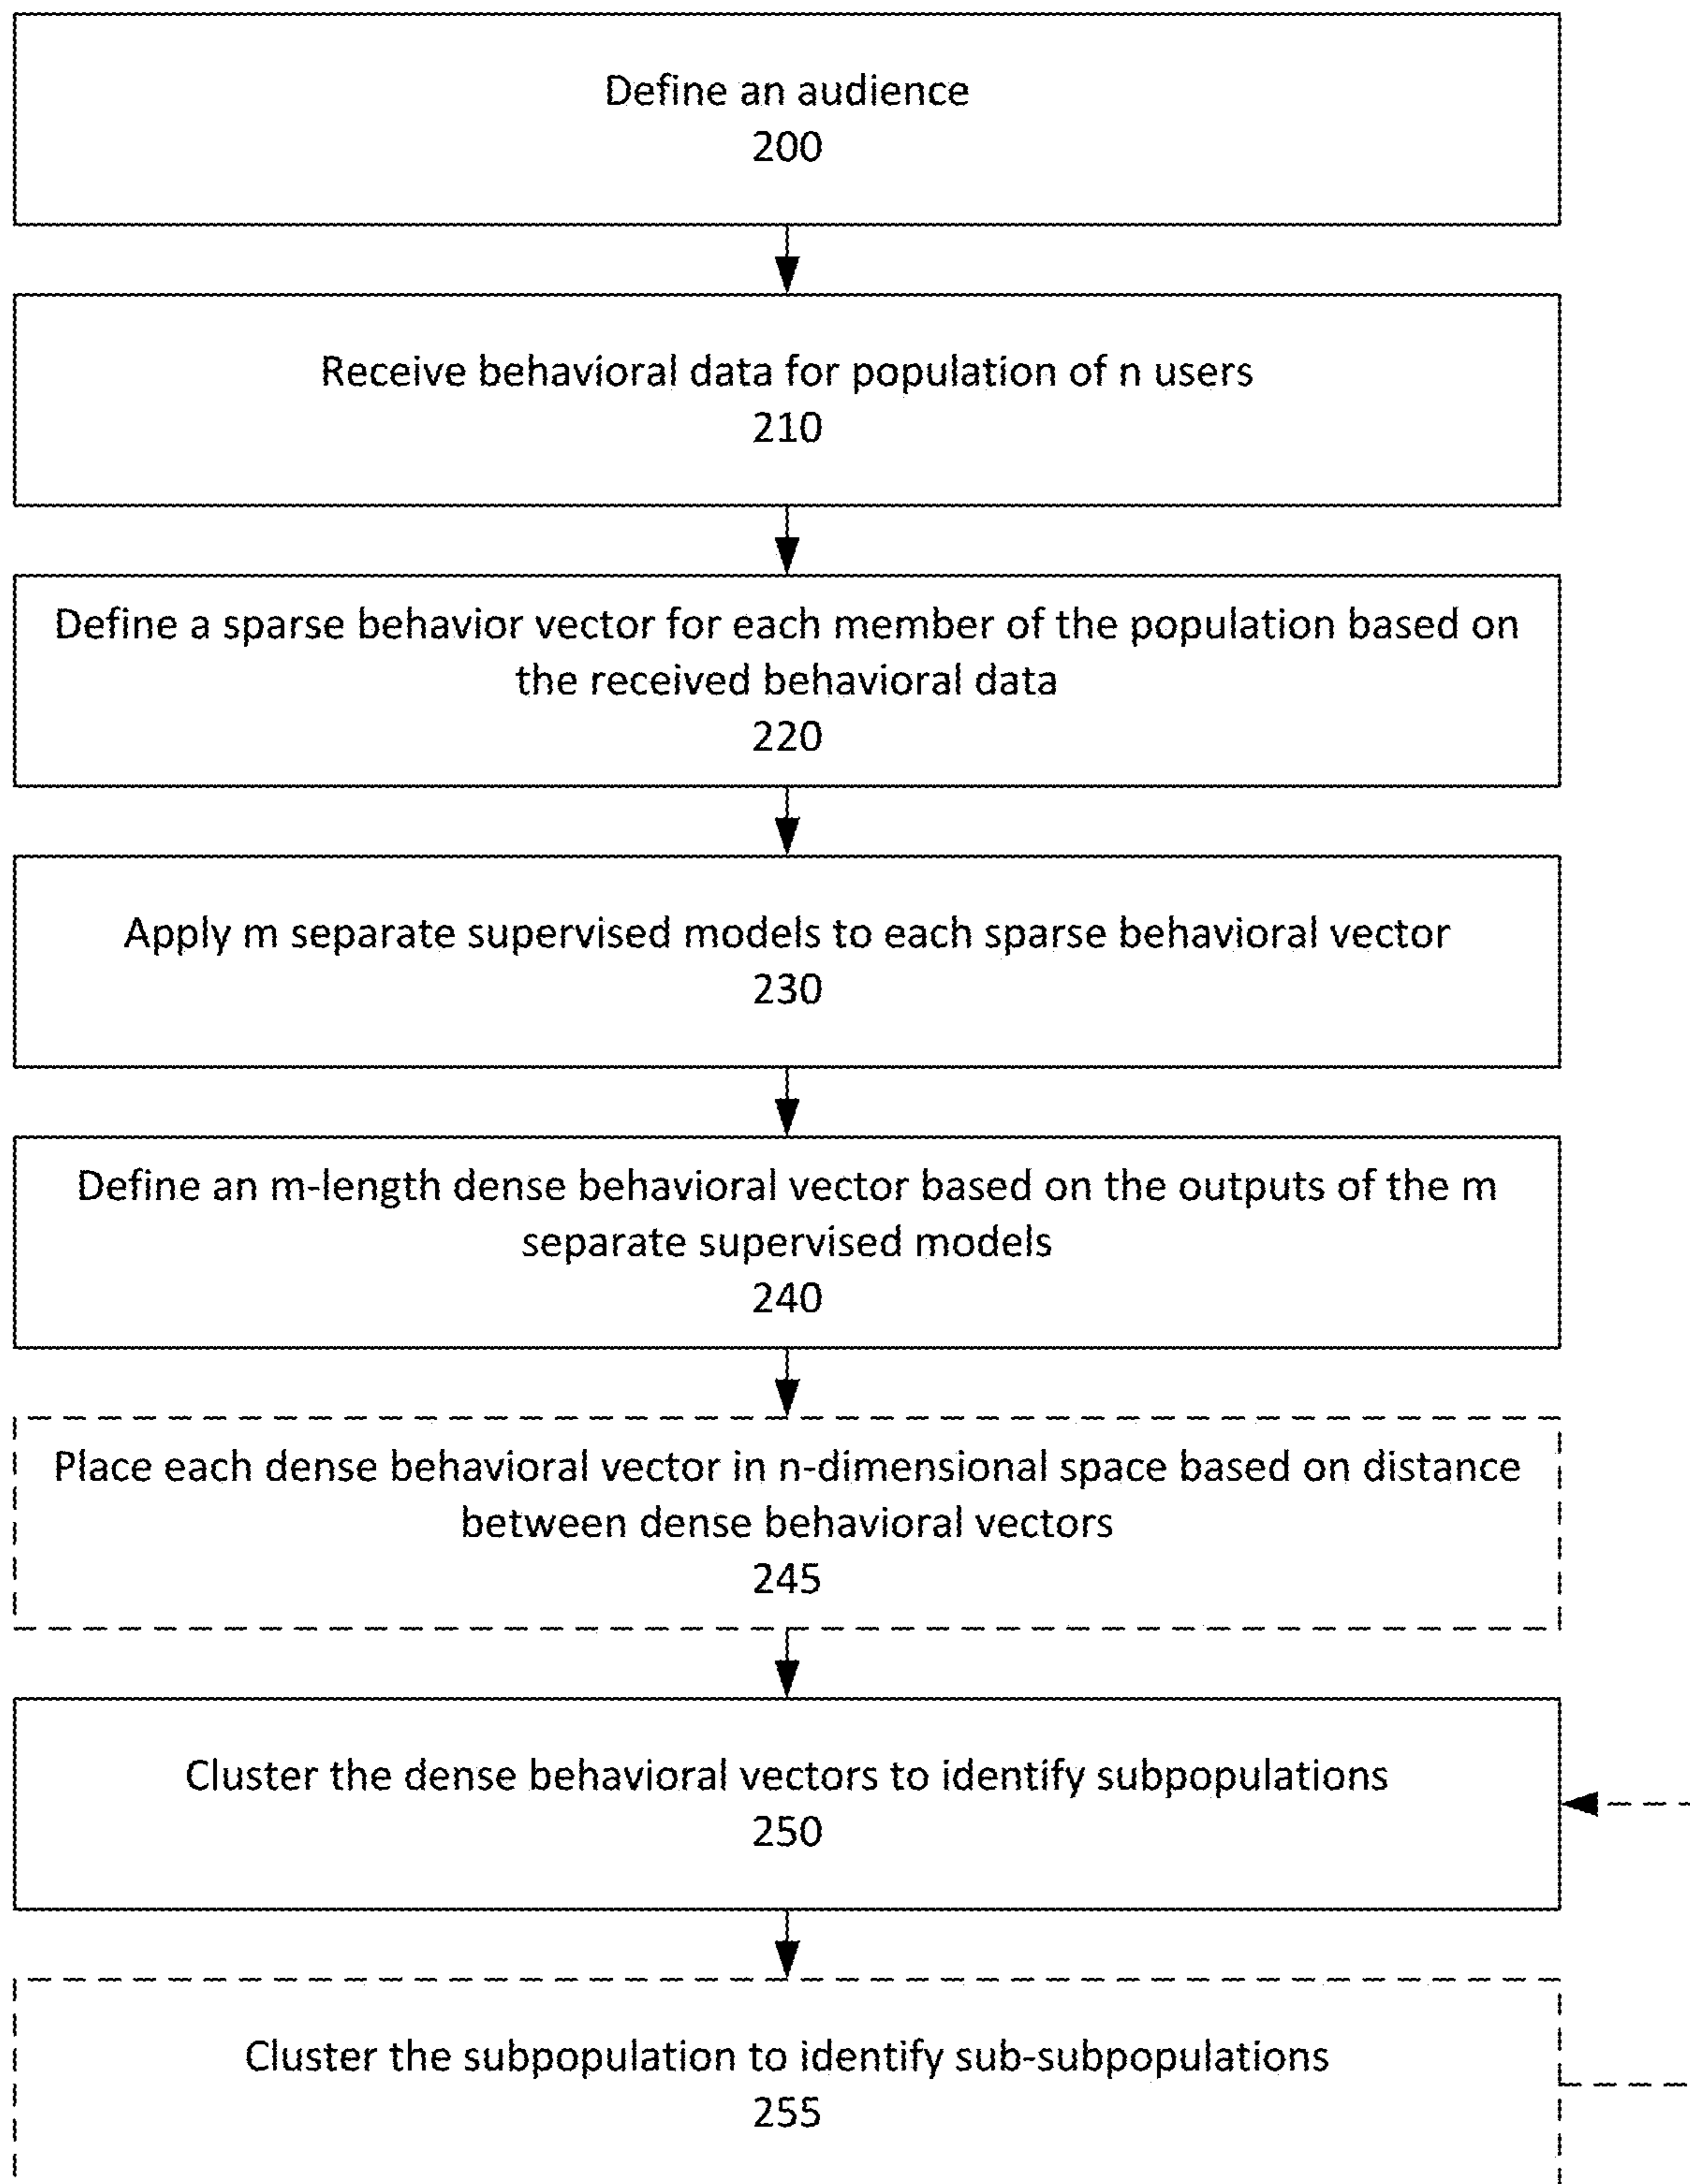 Define an audience
200
Receive behavioral data for population of n users
210
Define a sparse behavior vector for each member of the population based on
the received behavioral data
220
Apply m separate supervised models to each sparse behavioral vector
230
Define an m-length dense behavioral vector based on the outputs of the m
separate supervised models
240
Place each dense behavioral vector in n-dimensional space based on distance
between dense behavioral vectors
245
Cluster the dense behavioral vectors to identify subpopulations
250
Cluster the subpopulation to identify sub-subpopulations
255